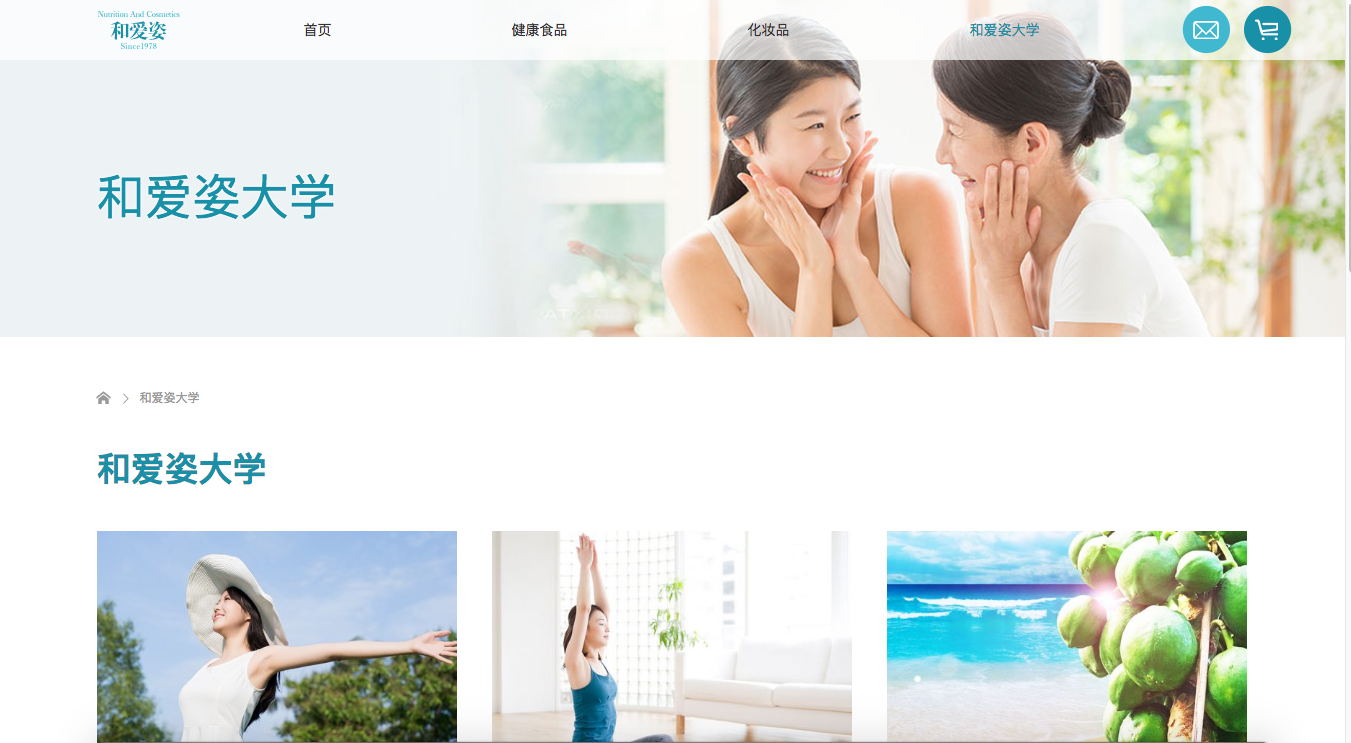 Nutrition And Cosmetics
和爱姿
Since1978
首页
健康食品
化妆品
和爱姿大学
和爱姿大学
和爱姿大学
和爱姿大学